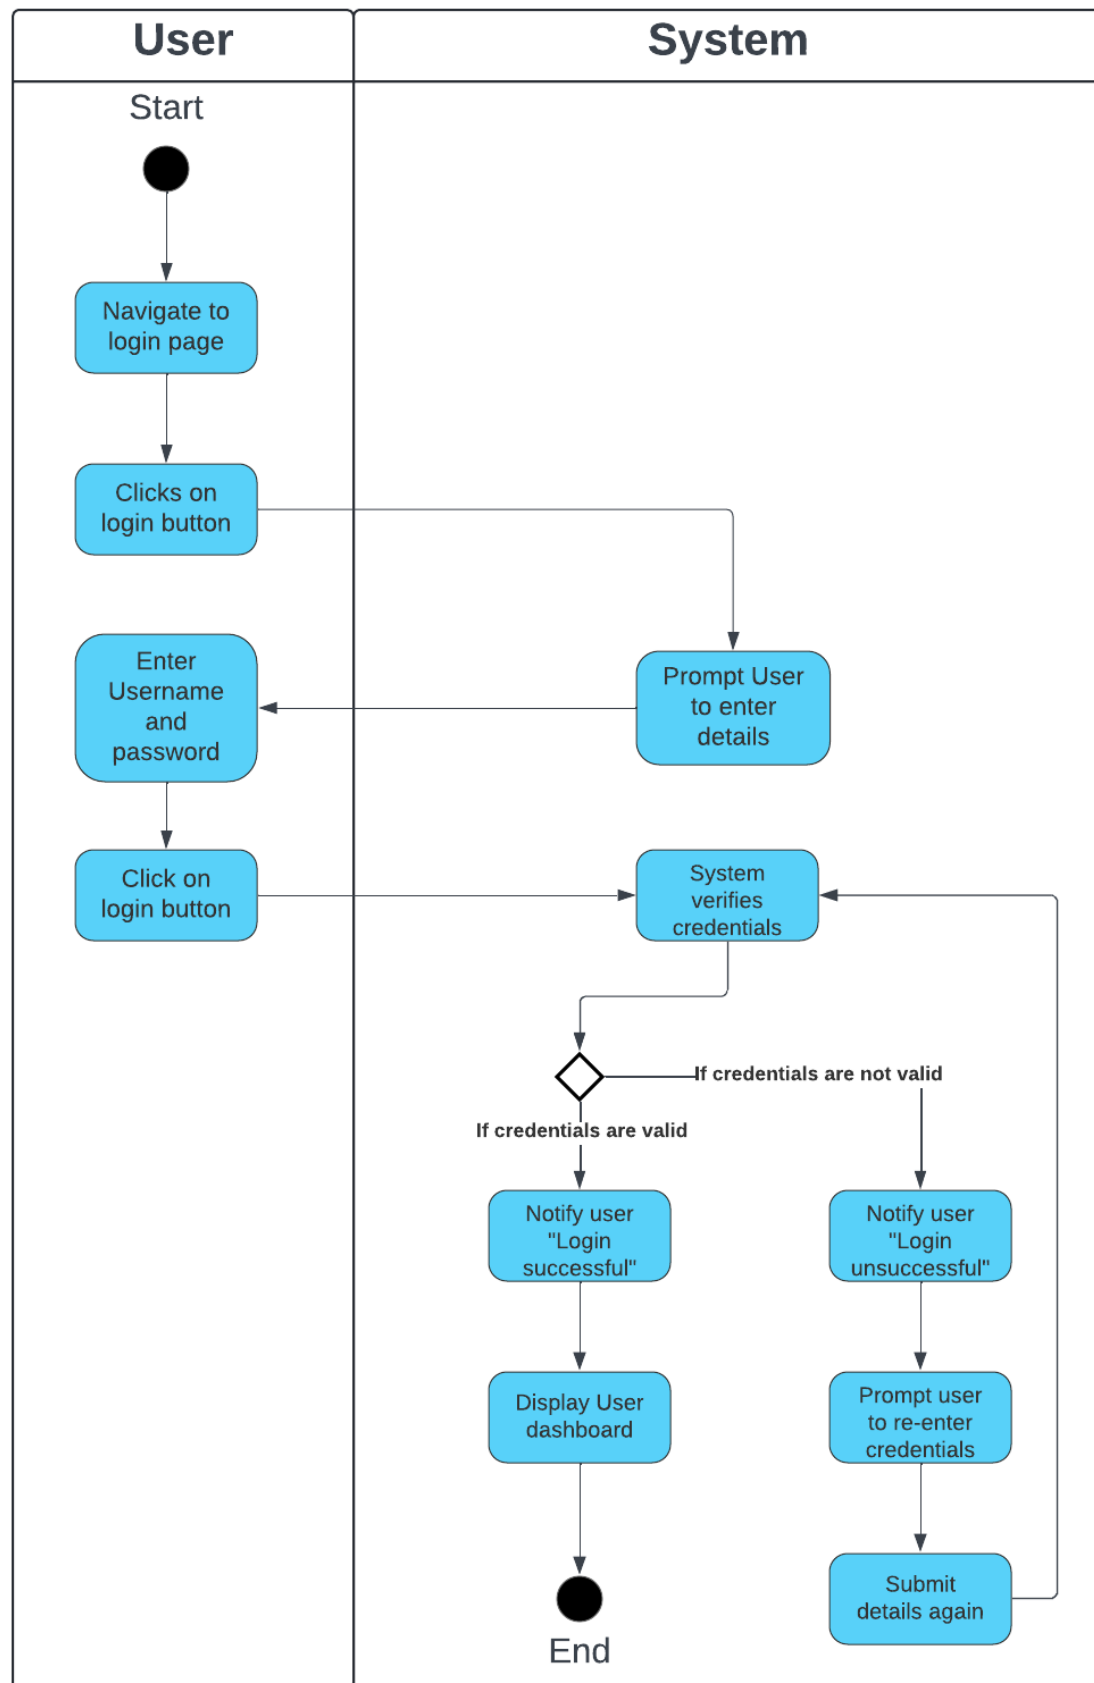 User
System
Start
Navigate to
login page
Clicks on
login button
Prompt User
to enter
details
Enter
Username
and
password
Click on
login button
System
verifies
credentials
If credentials are not valid
If credentials are valid
Notify user
"Login
successful"
Notify user
"Login
unsuccessful"
Display User
dashboard
Prompt user
to re-enter
credentials
Submit
details again
End